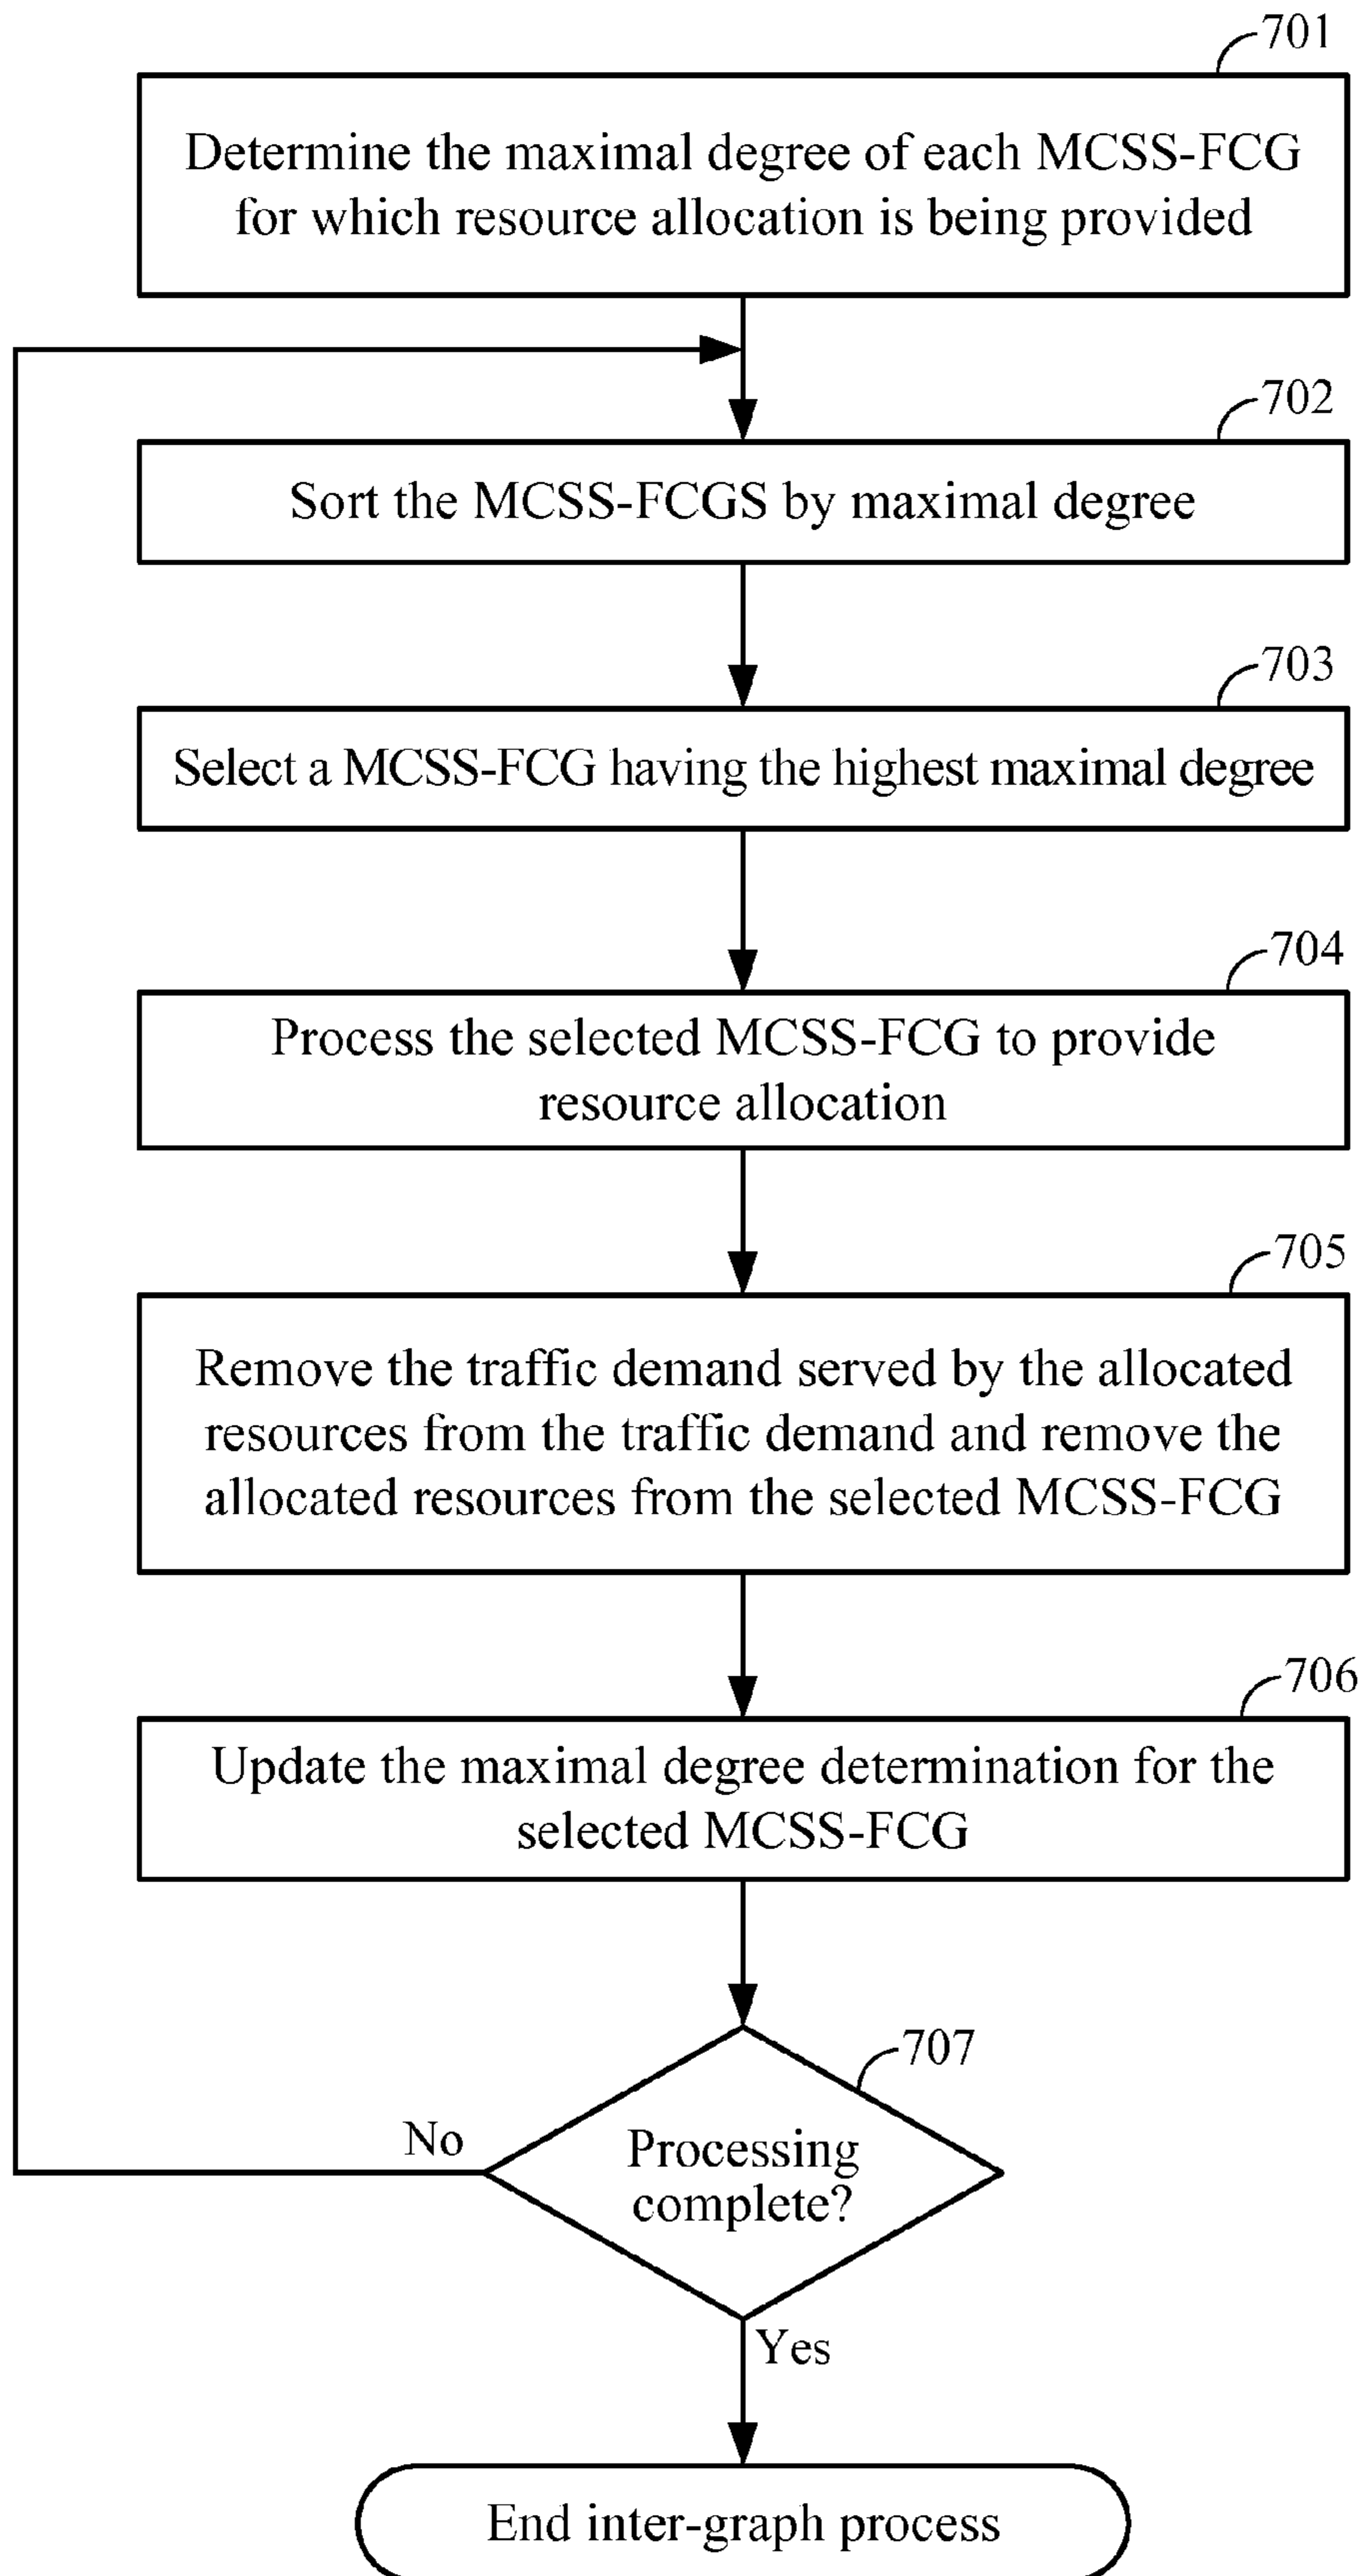 701
Determine the maximal degree of each MCSS-FCG
for which resource allocation is being provided
702
Sort the MCSS-FCGS by maximal degree
703
Select a MCSS-FCG having the highest maximal degree
704
Process the selected MCSS-FCG to provide
resource allocation
705
Remove the traffic demand served by the allocated
resources from the traffic demand and remove the
allocated resources from the selected MCSS-FCG
706
Update the maximal degree determination for the
selected MCSS-FCG
707
No
Processing
complete?
Yes
End inter-graph process